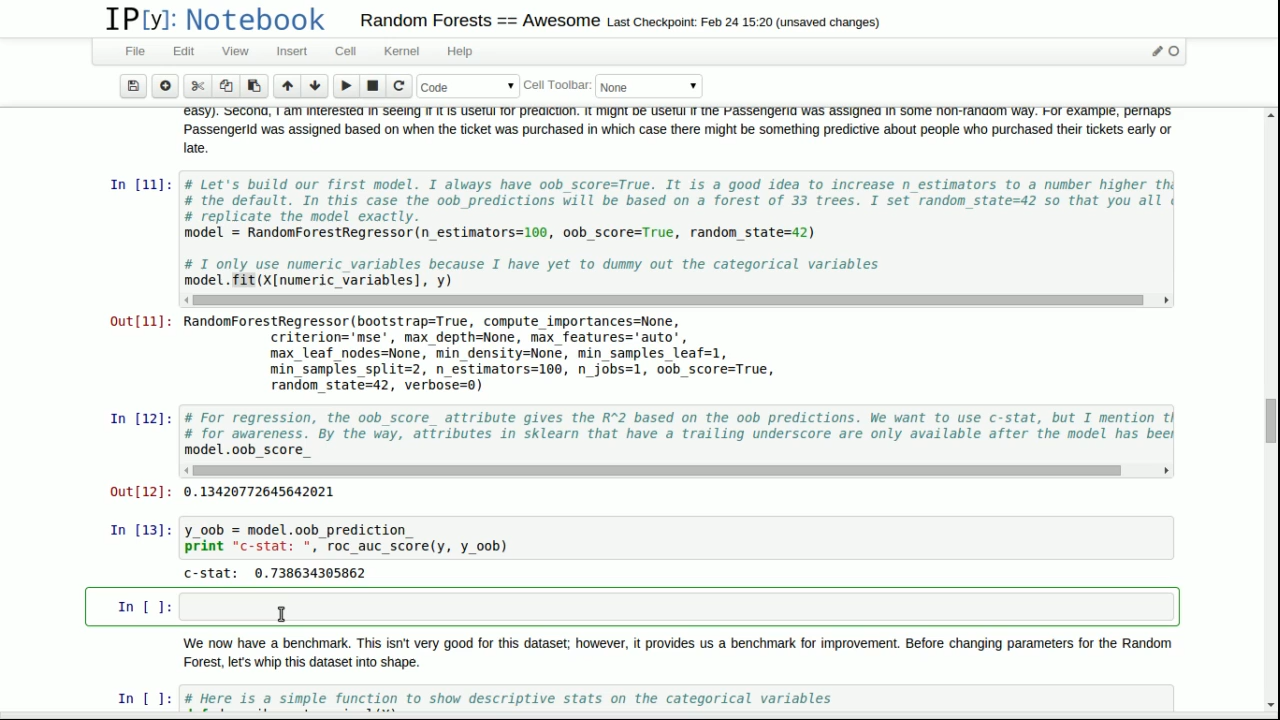 IP[y]: Notebook Random Forests == Awesome Last Checkpoint: Feb 24 15:20 (unsaved changes)
File Edit View Insert Cell Kernel Help
Code Cell Toolbar: None
easy). Second, I am interested in seeing if it is useful for prediction. It might be useful if the PassengerId was assigned in some non-random way. For example, perhaps
PassengerId was assigned based on when the ticket was purchased in which case there might be something predictive about people who purchased their tickets early or
late.
In [11]: # Let's build our first model. I always have oob_score=True. It is a good idea to increase n_estimators to a number higher tha
# the default. In this case the oob_predictions will be based on a forest of 33 trees. I set random_state=42 so that you all c
# replicate the model exactly.
model = RandomForestRegressor(n_estimators=100, oob_score=True, random_state=42)
# I only use numeric_variables because I have yet to dummy out the categorical variables
model.fit(X[numeric_variables], y)
Out[11]: RandomForestRegressor(bootstrap=True, compute_importances=None,
criterion='mse', max_depth=None, max_features='auto',
max_leaf_nodes=None, min_density=None, min_samples_leaf=1,
min_samples_split=2, n_estimators=100, n_jobs=1, oob_score=True,
random_state=42, verbose=0)
In [12]: # For regression, the oob_score_ attribute gives the R^2 based on the oob predictions. We want to use c-stat, but I mention th
# for awareness. By the way, attributes in sklearn that have a trailing underscore are only available after the model has been
model.oob_score_
Out[12]: 0.13420772645642021
In [13]: y_oob = model.oob_prediction_
print "c-stat: ", roc_auc_score(y, y_oob)
c-stat:  0.738634305862
In [ ]:
We now have a benchmark. This isn't very good for this dataset; however, it provides us a benchmark for improvement. Before changing parameters for the Random
Forest, let's whip this dataset into shape.
In [ ]: # Here is a simple function to show descriptive stats on the categorical variables